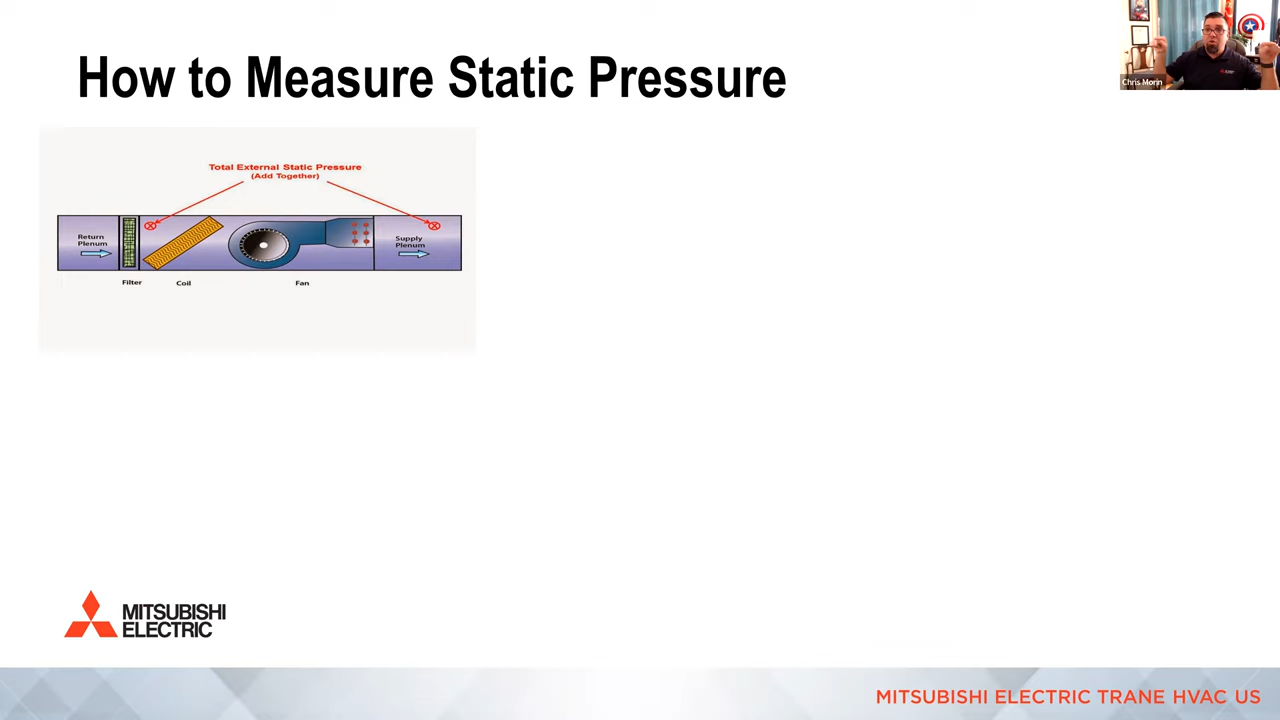 How to Measure Static Pressure
Chris Morin
Total External Static Pressure
(Add Together)
Return
Plenum
Supply
Plenum
Filter
Coil
Fan
MITSUBISHI
ELECTRIC
MITSUBISHI ELECTRIC TRANE HVAC US